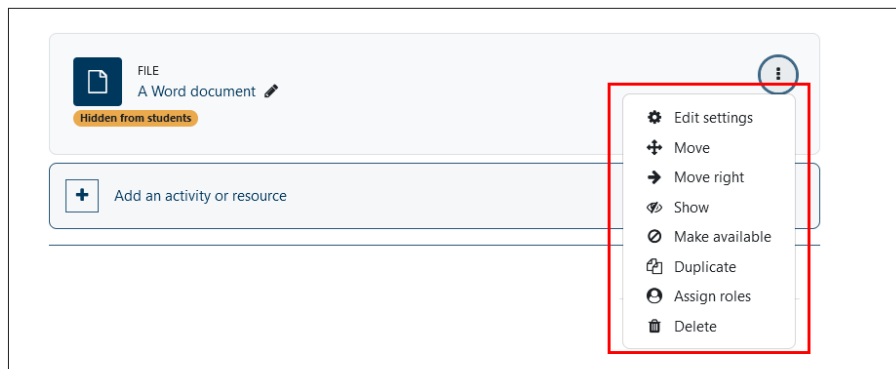 FILE
A Word document
Hidden from students
Add an activity or resource
Edit settings
Move
Move right
Show
Make available
Duplicate
Assign roles
Delete